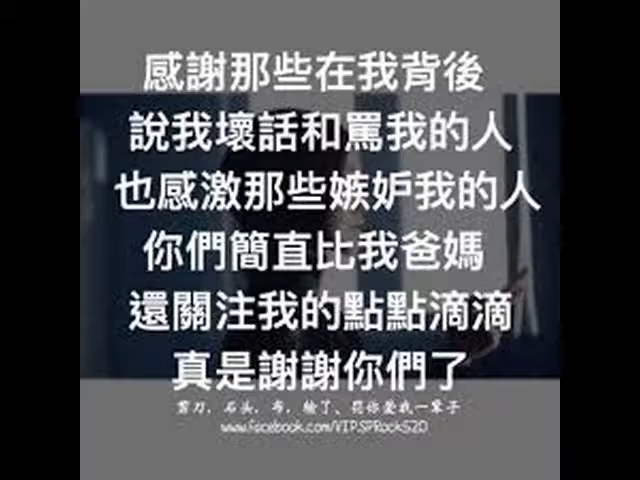 感謝那些在我背後
說我壞話和罵我的人
也感激那些嫉妒我的人
你們簡直比我爸媽
還關注我的點點滴滴
真是謝謝你們了
剪刀．石头．布．输了、罚你爱我一辈子
www.facebook.com/VIP.SPRock520